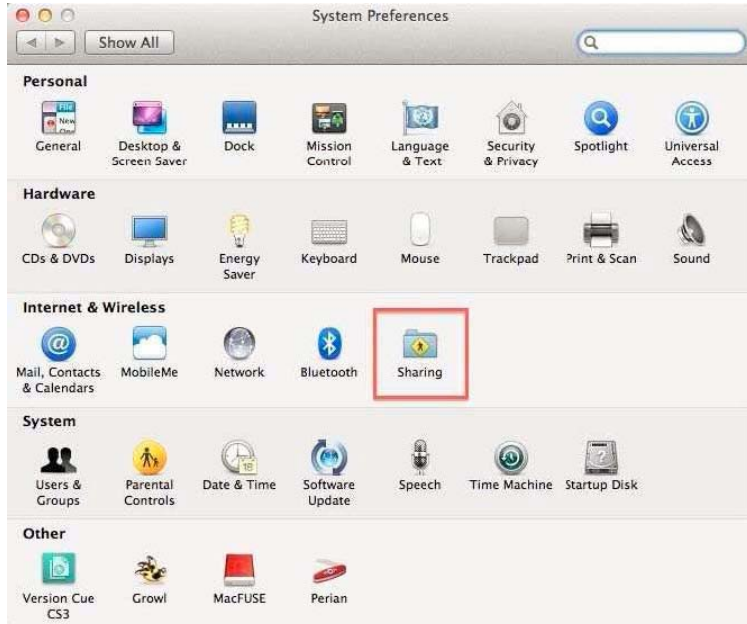 System Preferences
Show All
Personal
File
New
General
Desktop &
Screen Saver
Dock
Mission
Control
Language
& Text
Security
& Privacy
Spotlight
Universal
Access
Hardware
CDs & DVDs
Displays
Energy
Saver
Keyboard
Mouse
Trackpad
Print & Scan
Sound
Internet & Wireless
@
Mail, Contacts
& Calendars
MobileMe
Network
Bluetooth
Sharing
System
Users &
Groups
Parental
Controls
18
Date & Time
Software
Update
Speech
Time Machine
?
Startup Disk
Other
Version Cue
CS3
Growl
MacFUSE
Perian